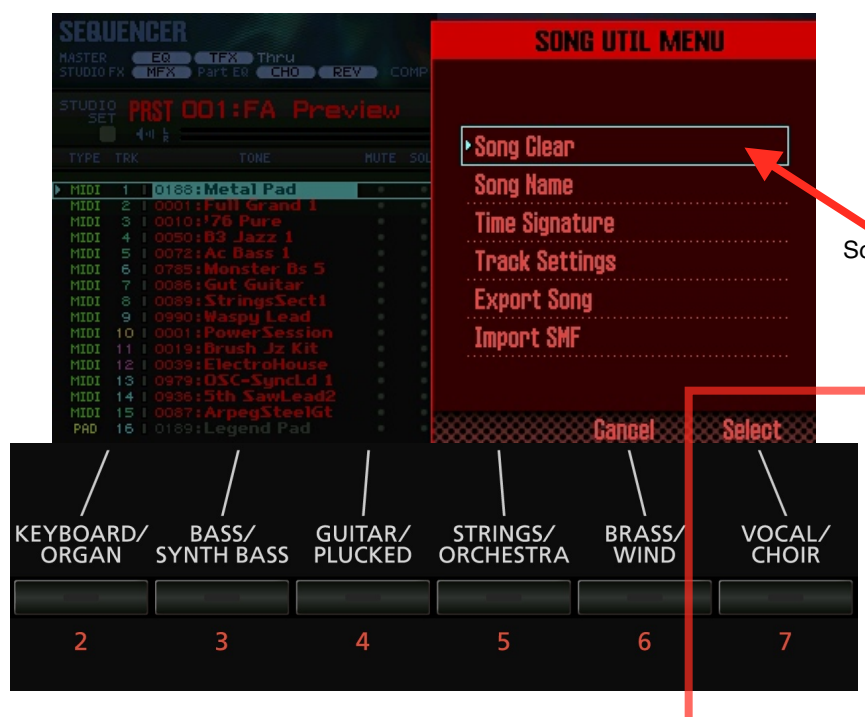 SEQUENCER
MASTER EQ TFX Thru
STUDIO FX MFX Part EQ CHO REV COMP
STUDIO SET PRST 001:FA Preview
L
R
TYPE TRK TONE MUTE SOL
MIDI 1 0188:Metal Pad
MIDI 2 0001:Full Grand 1
MIDI 3 0010:'76 Pure
MIDI 4 0050:B3 Jazz 1
MIDI 5 0072:Ac Bass 1
MIDI 6 0785:Monster Bs 5
MIDI 7 0086:Gut Guitar
MIDI 8 0089:StringsSect1
MIDI 9 0990:Waspy Lead
MIDI 10 0001:PowerSession
MIDI 11 0019:Brush Jz Kit
MIDI 12 0039:ElectroHouse
MIDI 13 0979:OSC-SyncLd 1
MIDI 14 0936:5th SawLead2
MIDI 15 0087:ArpegSteelGt
PAD 16 0189:Legend Pad
SONG UTIL MENU
Song Clear
Song Name
Time Signature
Track Settings
Export Song
Import SMF
Cancel Select
So
KEYBOARD/
ORGAN
BASS/
SYNTH BASS
GUITAR/
PLUCKED
STRINGS/
ORCHESTRA
BRASS/
WIND
VOCAL/
CHOIR
2 3 4 5 6 7